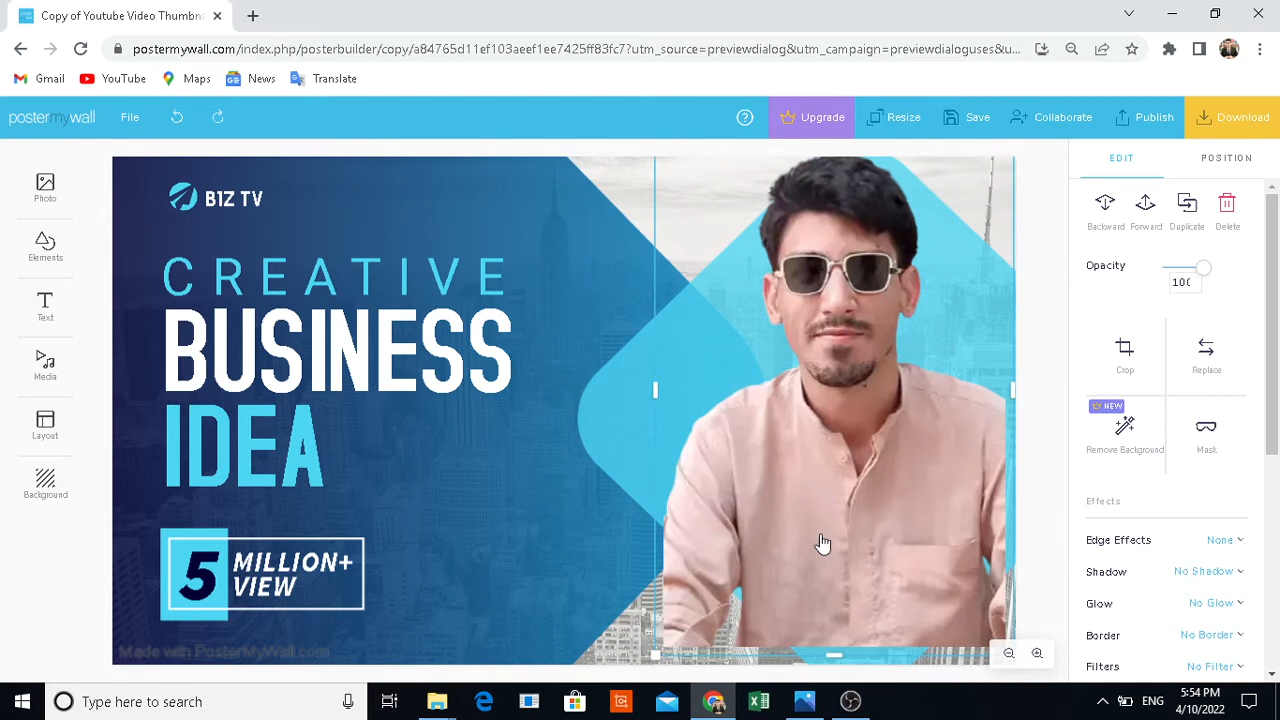 Copy of Youtube Video Thumbna
postermywall.com/index.php/posterbuilder/copy/a84765d11ef103aeff1ee7425ff83fc7?utm_source=previewdialog&utm_campaign=previewdialoguses&u...
Gmail YouTube Maps News Translate
postermywall File Upgrade Resize Save Collaborate Publish Download
EDIT POSITION
Photo
Elements
Text
Media
Layout
Background
B1Z TV
CREATIVE
BUSINESS
IDEA
5 MILLION+
VIEW
Made with PosterMyWall.com
Backward Forward Duplicate Delete
Opacity
100
Crop Replace
NEW
Remove Background Mask
Effects
Edge Effects None
Shadow No Shadow
Glow No Glow
Border No Border
Filters No Filter
Type here to search
ENG
5:54 PM
4/10/2022